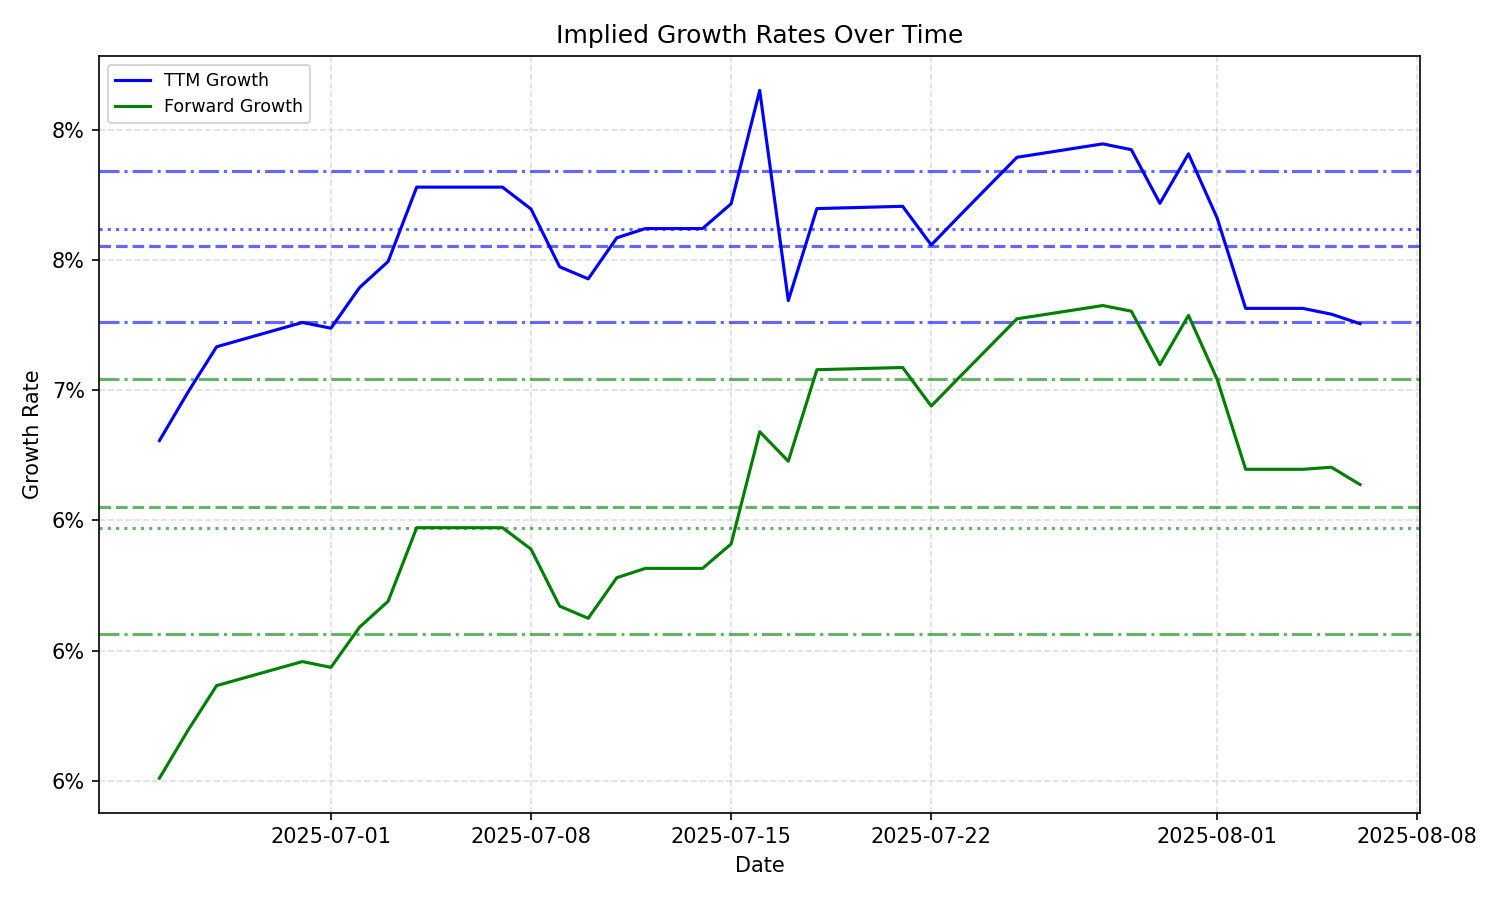 Implied Growth Rates Over Time
TTM Growth
Forward Growth
8%
8%
7%
6%
6%
6%
Growth Rate
2025-07-01
2025-07-08
2025-07-15
2025-07-22
2025-08-01
2025-08-08
Date